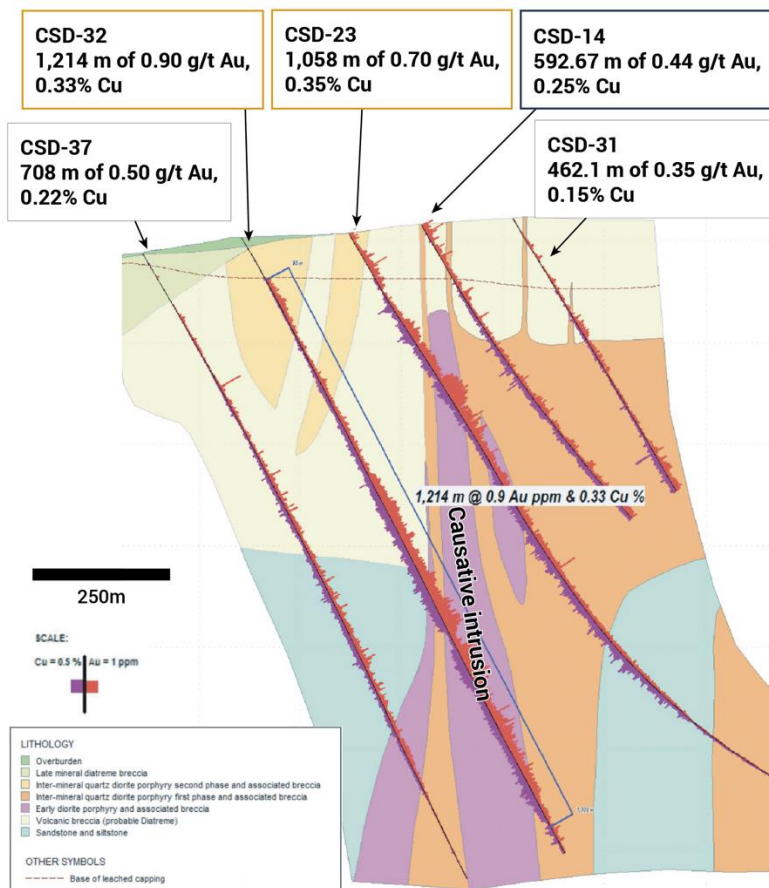 CSD-32
1,214 m of 0.90 g/t Au,
0.33% Cu
CSD-23
1,058 m of 0.70 g/t Au,
0.35% Cu
CSD-14
592.67 m of 0.44 g/t Au,
0.25% Cu
CSD-37
708 m of 0.50 g/t Au,
0.22% Cu
CSD-31
462.1 m of 0.35 g/t Au,
0.15% Cu
1,214 m @ 0.9 Au ppm & 0.33 Cu %
Causative intrusion
250m
SCALE:
Cu = 0.5 % Au = 1 ppm
LITHOLOGY
Overburden
Late mineral diatreme breccia
Inter-mineral quartz diorite porphyry second phase and associated breccia
Inter-mineral quartz diorite porphyry first phase and associated breccia
Early diorite porphyry and associated breccia
Volcanic breccia (probable Diatreme)
Sandstone and siltstone
OTHER SYMBOLS
Base of leached capping